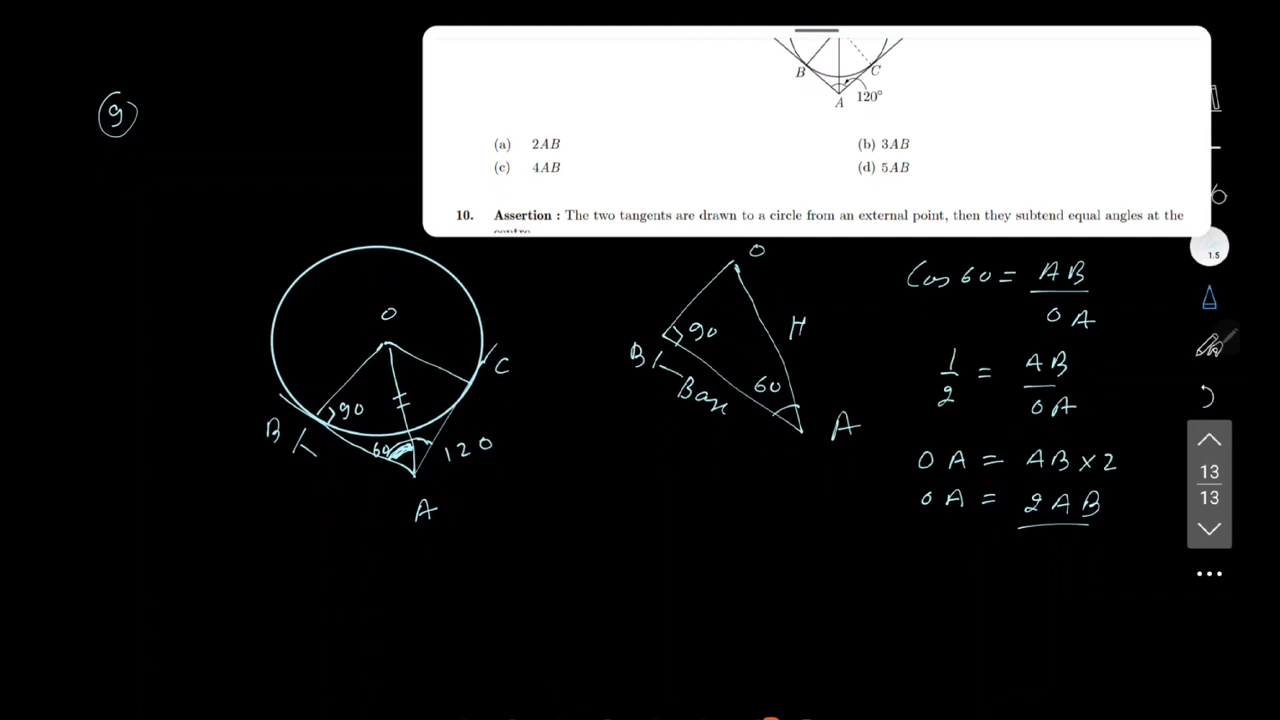 9
B C
A 120°
(a) 2AB (b) 3AB
(c) 4AB (d) 5AB
10. Assertion : The two tangents are drawn to a circle from an external point, then they subtend equal angles at the
1.5
O
C
90
B
60 120
A
O
90 H
B
Base 60
A
Cos 60 = AB / OA
1/2 = AB / OA
OA = AB × 2
OA = 2AB
13
13